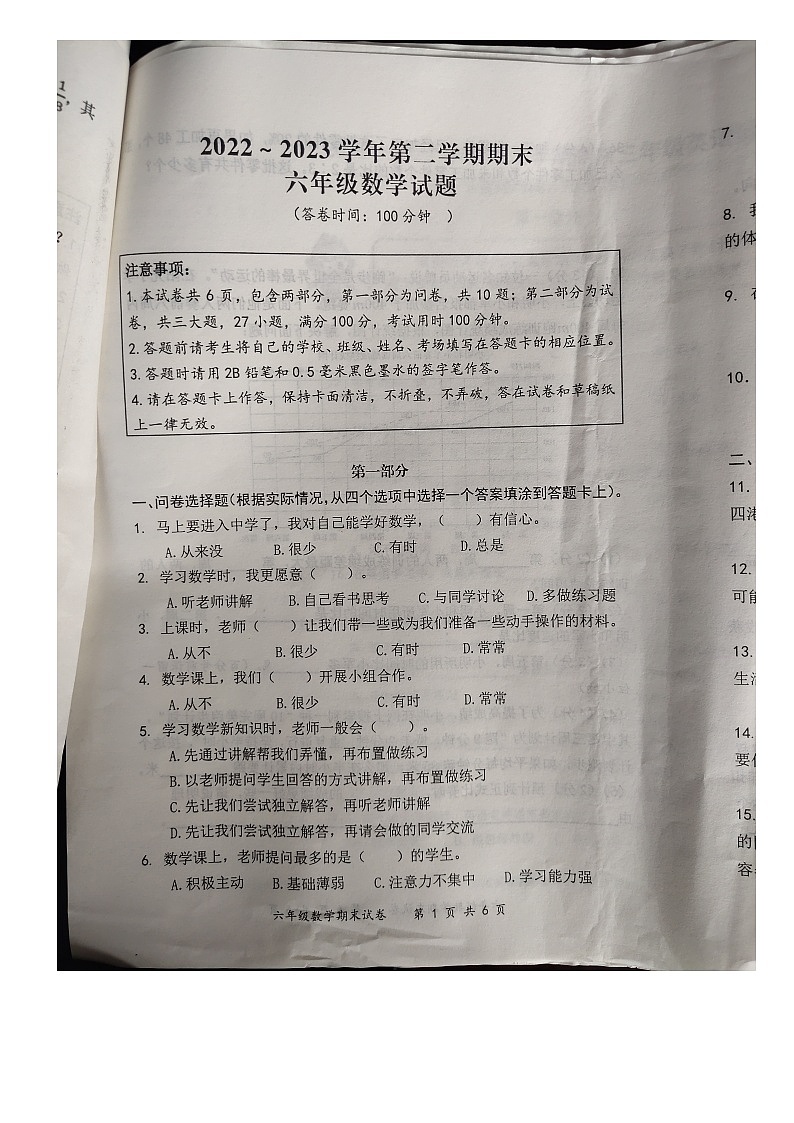 1
8,其
?
2022~2023学年第二学期期末
六年级数学试题
(答卷时间:100分钟 )
注意事项:
1.本试卷共6页,包含两部分,第一部分为问卷,共10题;第二部分为试
卷,共三大题,27小题,满分100分,考试用时100分钟。
2.答题前请考生将自己的学校、班级、姓名、考场填写在答题卡的相应位置。
3.答题时请用2B铅笔和0.5毫米黑色墨水的签字笔作答。
4.请在答题卡上作答,保持卡面清洁,不折叠,不弄破,答在试卷和草稿纸
上一律无效。
第一部分
一、问卷选择题(根据实际情况,从四个选项中选择一个答案填涂到答题卡上)。
1. 马上要进入中学了,我对自己能学好数学,( )有信心。
A.从来没 B.很少 C.有时 D.总是
2. 学习数学时,我更愿意( )。
A.听老师讲解 B.自己看书思考 C.与同学讨论 D.多做练习题
3. 上课时,老师( )让我们带一些或为我们准备一些动手操作的材料。
A.从不 B.很少 C.有时 D.常常
4. 数学课上,我们( )开展小组合作。
A.从不 B.很少 C.有时 D.常常
5. 学习数学新知识时,老师一般会( )。
A.先通过讲解帮我们弄懂,再布置做练习
B.以老师提问学生回答的方式讲解,再布置做练习
C.先让我们尝试独立解答,再听老师讲解
D.先让我们尝试独立解答,再请会做的同学交流
6. 数学课上,老师提问最多的是( )的学生。
A.积极主动 B.基础薄弱 C.注意力不集中 D.学习能力强
六年级数学期末试卷 第1页 共6页
7.
8. 我
的体
9.
10.
二、
11.
四港
12.
可能
13.
生活
14.
要
15.
的
容